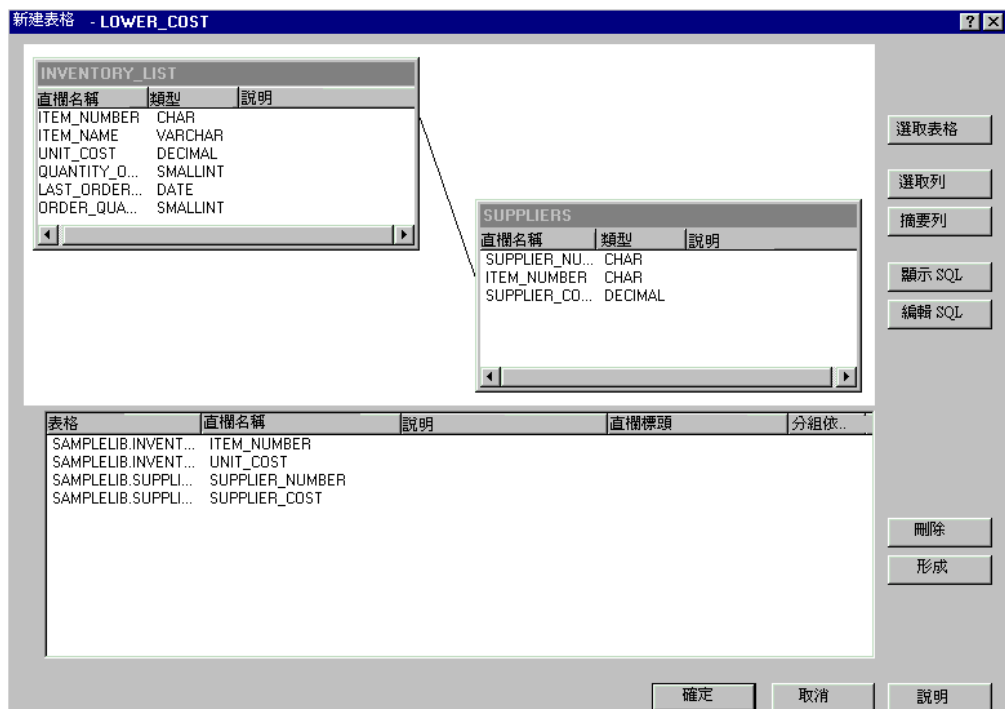 新建表格 - LOWER_COST
INVENTORY_LIST
直欄名稱 類型 說明
ITEM_NUMBER CHAR
ITEM_NAME VARCHAR
UNIT_COST DECIMAL
QUANTITY_O... SMALLINT
LAST_ORDER... DATE
ORDER_QUA... SMALLINT
SUPPLIERS
直欄名稱 類型 說明
SUPPLIER_NU... CHAR
ITEM_NUMBER CHAR
SUPPLIER_CO... DECIMAL
選取表格
選取列
摘要列
顯示 SQL
編輯 SQL
表格 直欄名稱 說明 直欄標頭 分組依..
SAMPLELIB.INVENT... ITEM_NUMBER
SAMPLELIB.INVENT... UNIT_COST
SAMPLELIB.SUPPLI... SUPPLIER_NUMBER
SAMPLELIB.SUPPLI... SUPPLIER_COST
刪除
形成
確定 取消 說明